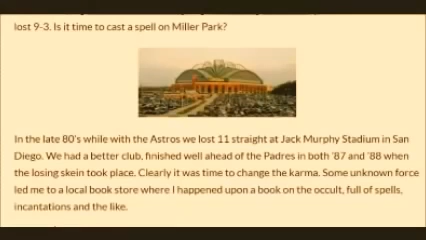 lost 9-3. Is it time to cast a spell on Miller Park?
In the late 80's while with the Astros we lost 11 straight at Jack Murphy Stadium in San
Diego. We had a better club, finished well ahead of the Padres in both '87 and '88 when
the losing skein took place. Clearly it was time to change the karma. Some unknown force
led me to a local book store where I happened upon a book on the occult, full of spells,
incantations and the like.